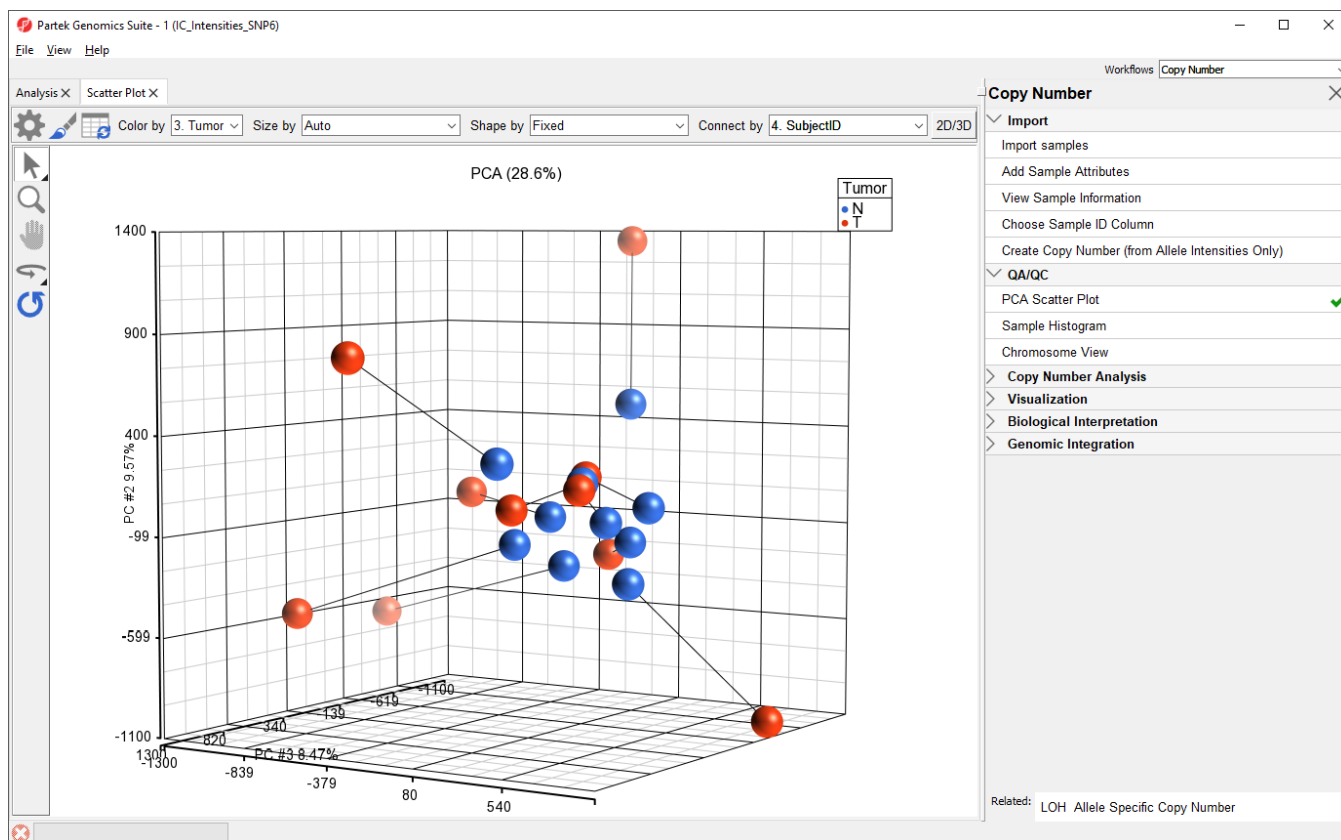 Partek Genomics Suite - 1 (IC_Intensities_SNP6)
File View Help
Workflows Copy Number
Analysis Scatter Plot
Color by 3. Tumor Size by Auto Shape by Fixed Connect by 4. SubjectID 2D/3D
PCA (28.6%)
Tumor
N
T
1400
900
400
-99
-599
-1100
PC #2 9.57%
1300
820
340
-139
-619
-1100
PC #3 8.47%
-1300
-839
-379
80
540
Copy Number
Import
Import samples
Add Sample Attributes
View Sample Information
Choose Sample ID Column
Create Copy Number (from Allele Intensities Only)
QA/QC
PCA Scatter Plot
Sample Histogram
Chromosome View
Copy Number Analysis
Visualization
Biological Interpretation
Genomic Integration
Related: LOH Allele Specific Copy Number